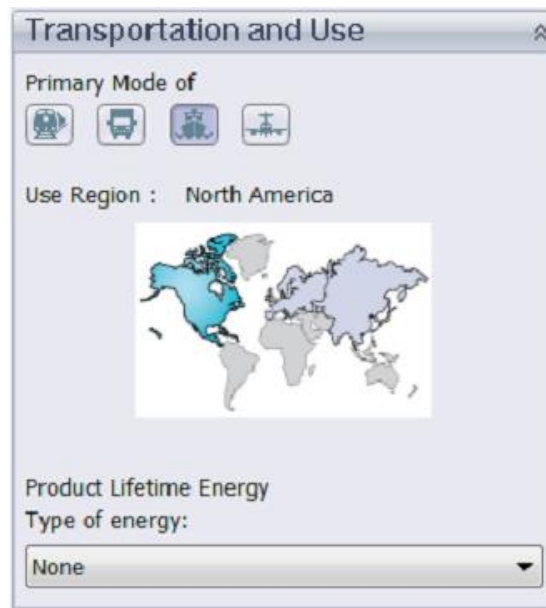 Transportation and Use
Primary Mode of
Use Region : North America
Product Lifetime Energy
Type of energy:
None